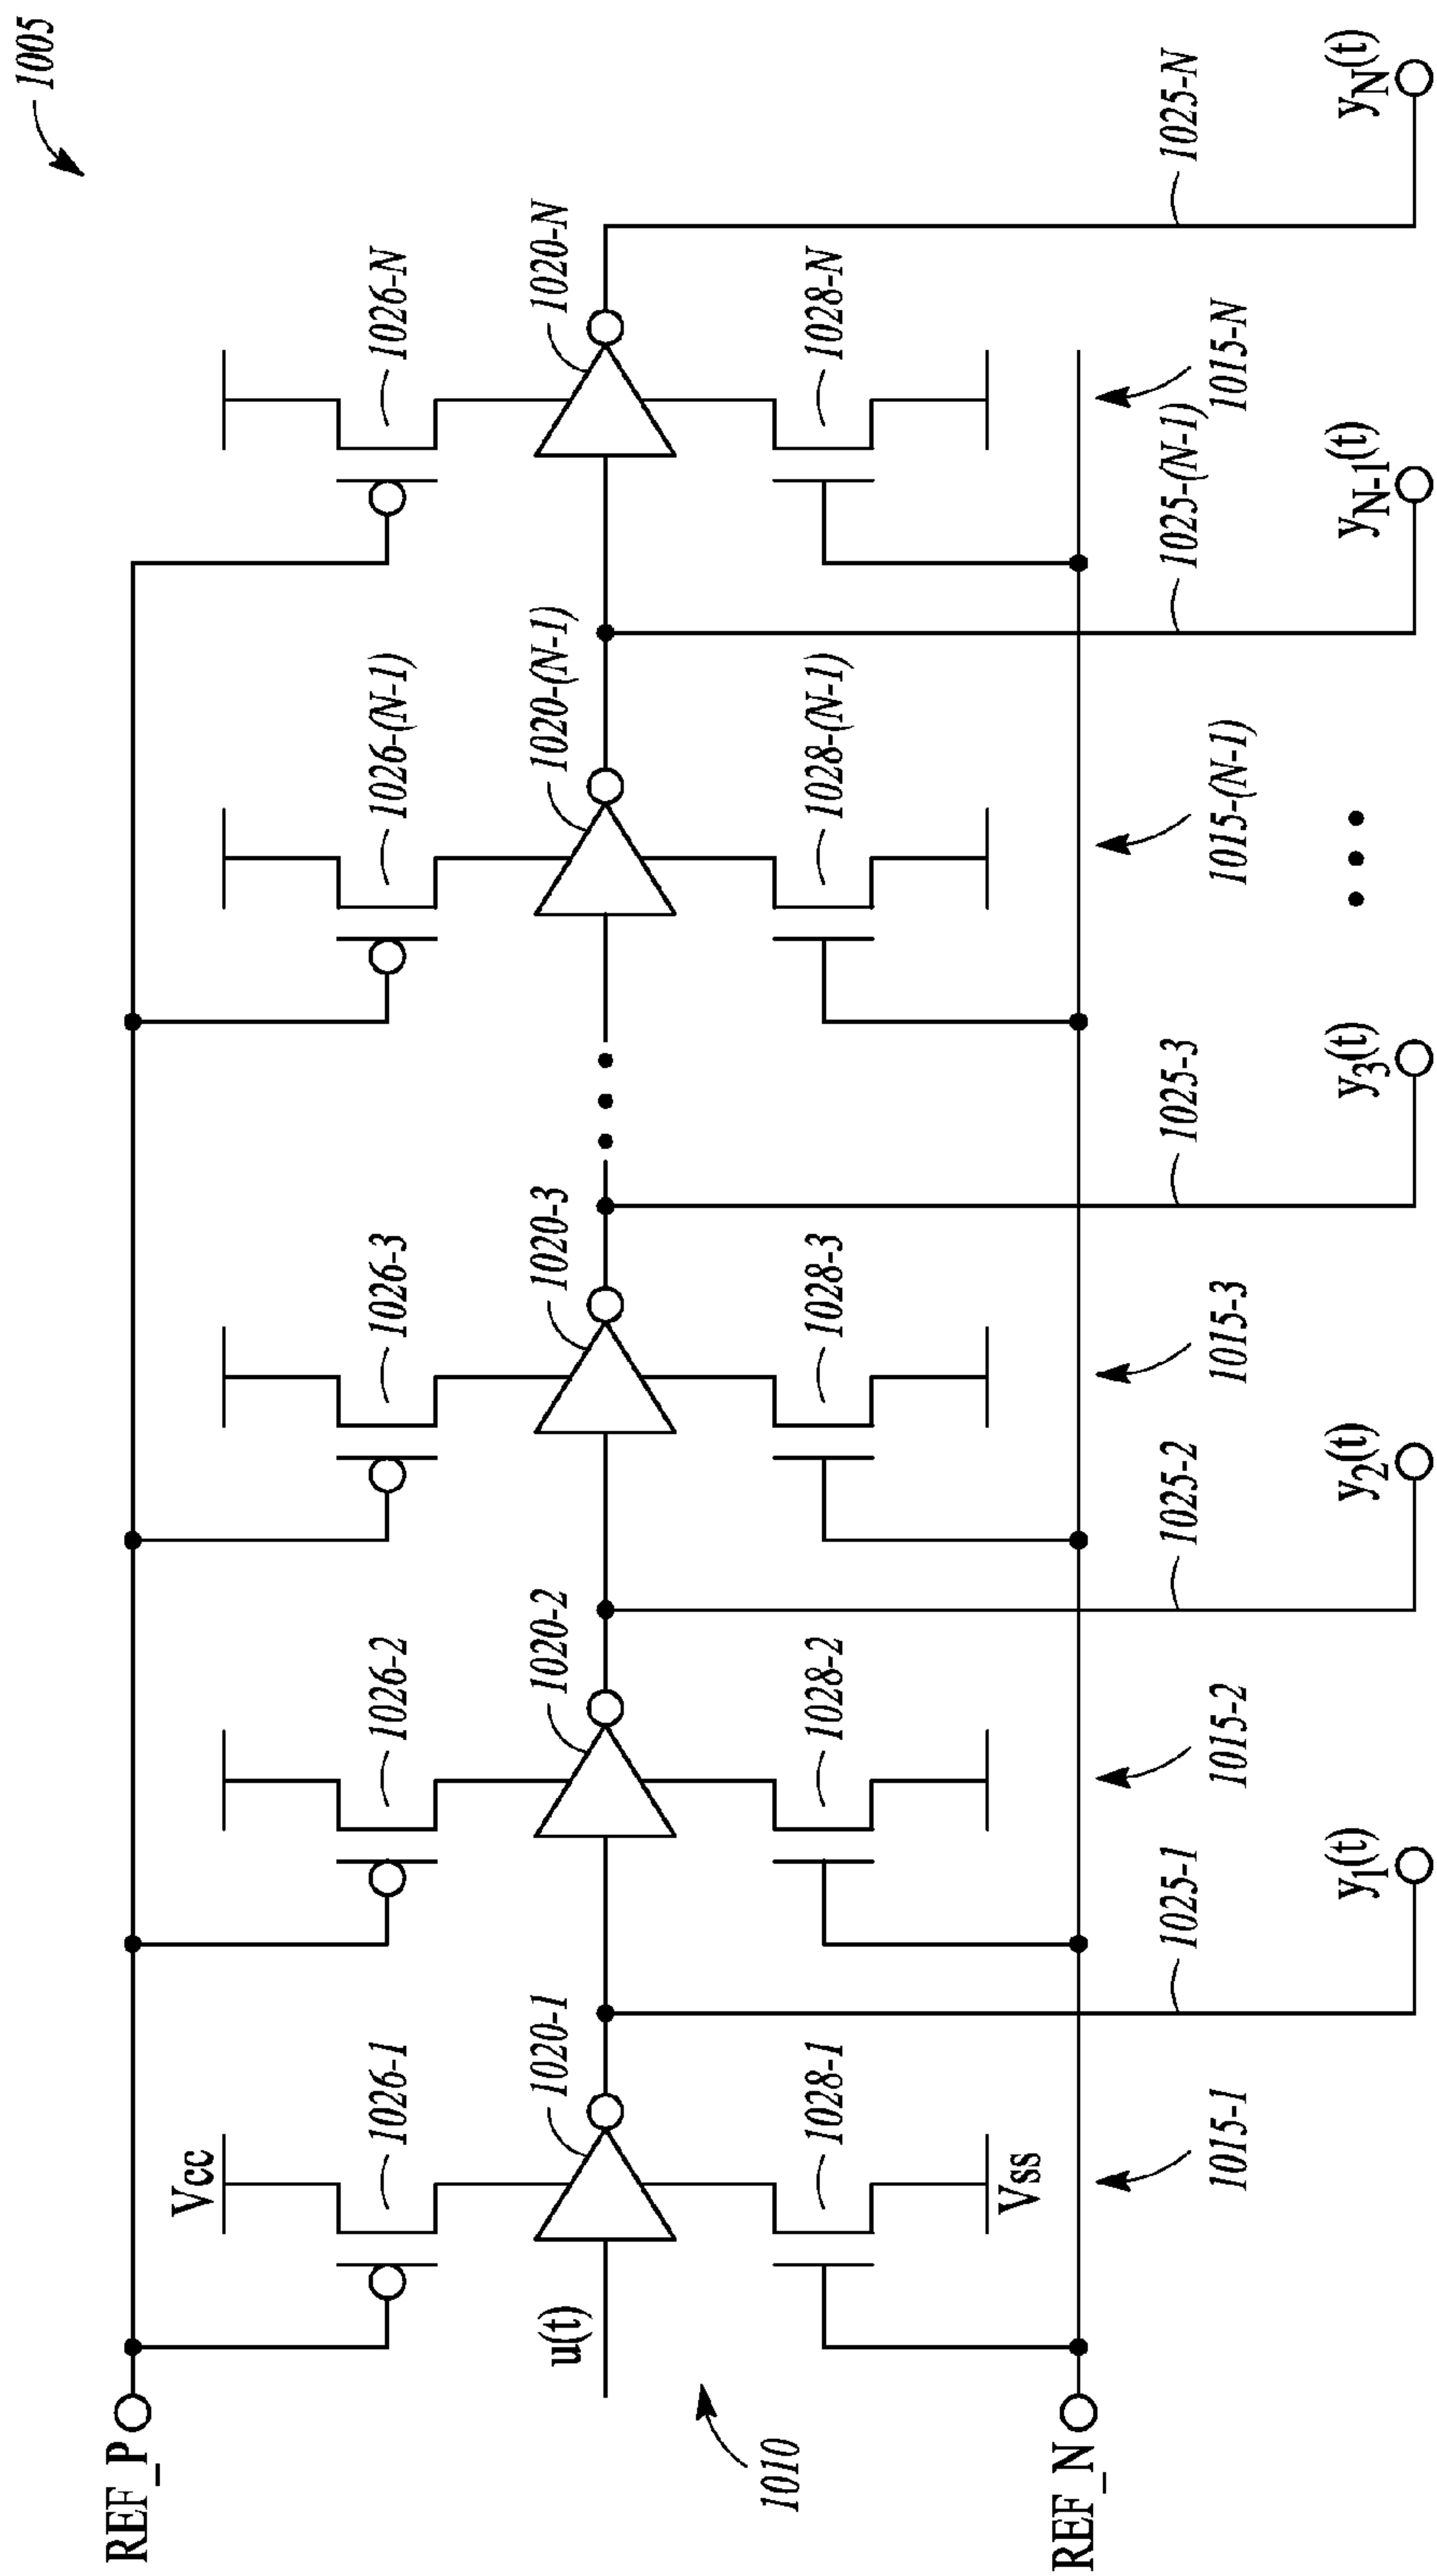 1005
REF_P
Vcc
1026-1
1026-2
1026-3
1026-(N-1)
1026-N
u(t)
1020-1
1020-2
1020-3
1020-(N-1)
1020-N
1010
1028-1
1028-2
1028-3
1028-(N-1)
1028-N
Vss
REF_N
1025-1
1025-2
1025-3
1025-(N-1)
1025-N
1015-1
1015-2
1015-3
1015-(N-1)
1015-N
y1(t)
y2(t)
y3(t)
yN-1(t)
yN(t)